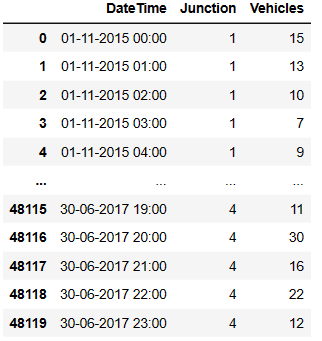 DateTime Junction Vehicles
0 01-11-2015 00:00 1 15
1 01-11-2015 01:00 1 13
2 01-11-2015 02:00 1 10
3 01-11-2015 03:00 1 7
4 01-11-2015 04:00 1 9
... ... ... ...
48115 30-06-2017 19:00 4 11
48116 30-06-2017 20:00 4 30
48117 30-06-2017 21:00 4 16
48118 30-06-2017 22:00 4 22
48119 30-06-2017 23:00 4 12